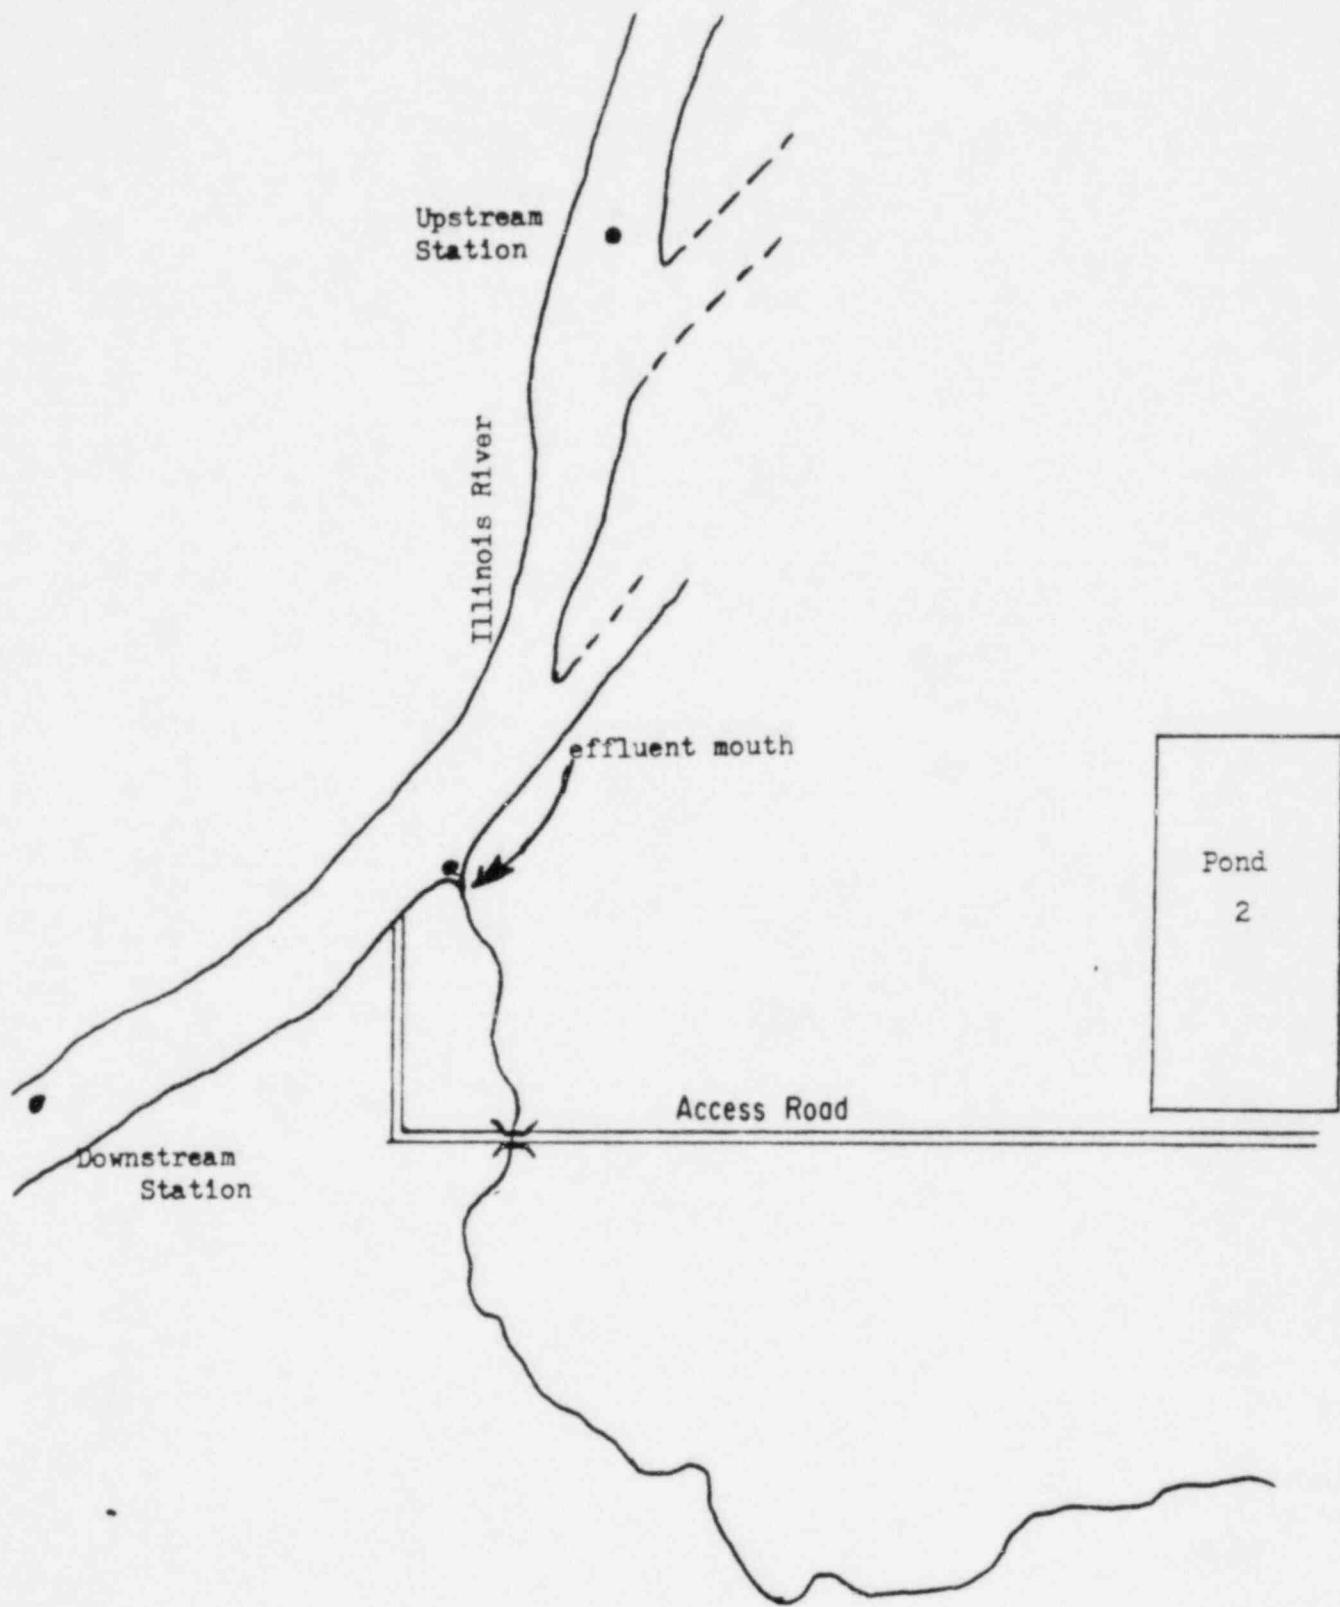 Upstream
Station
Illinois River
effluent mouth
Pond
2
Access Road
Downstream
Station